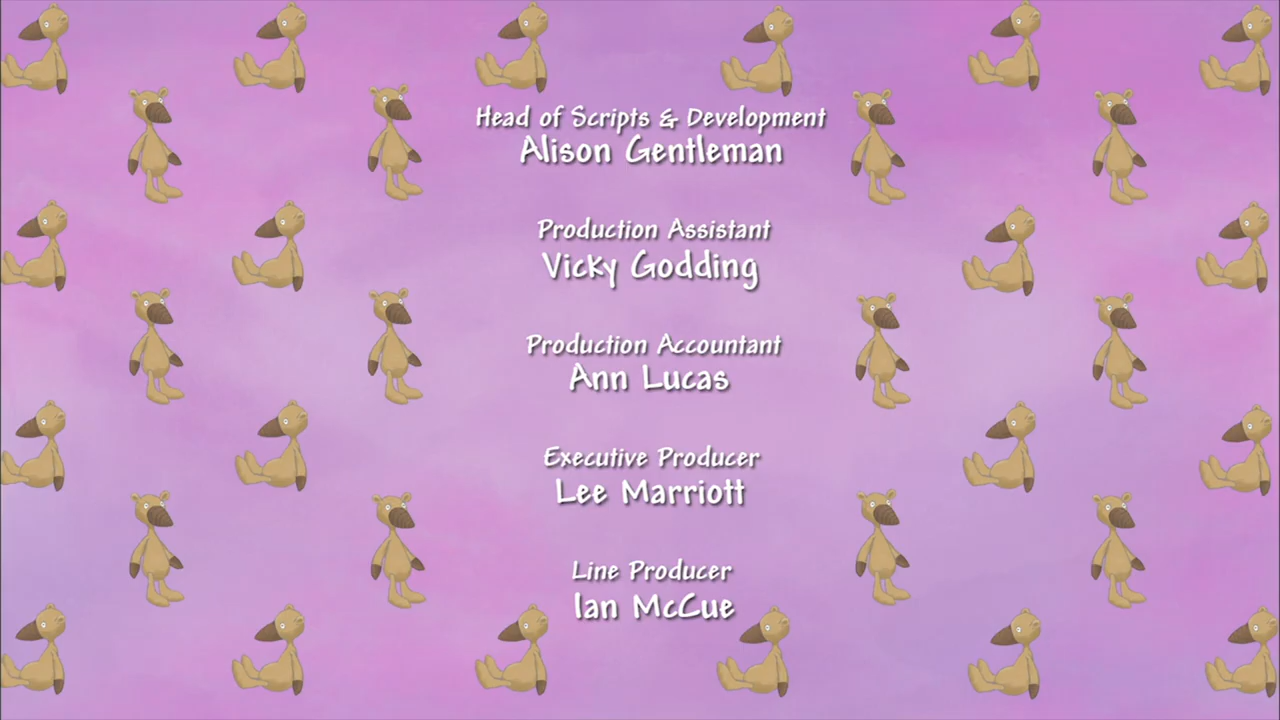 Head of Scripts & Development
Alison Gentleman
Production Assistant
Vicky Godding
Production Accountant
Ann Lucas
Executive Producer
Lee Marriott
Line Producer
Ian McCue